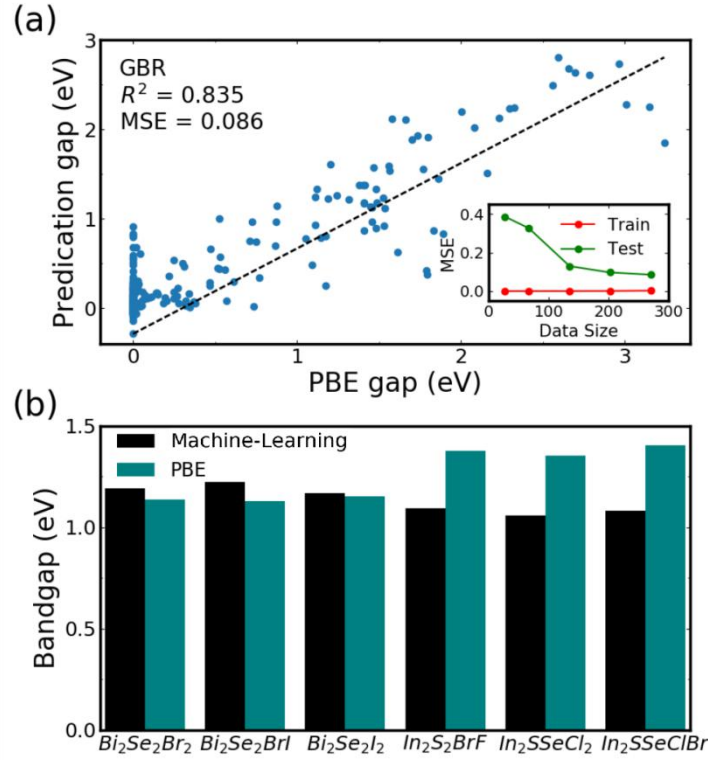 (a)
Predication gap (eV)
3
2
1
0
GBR
R² = 0.835
MSE = 0.086
MSE
0.4
0.2
0.0
Train
Test
0 100 200 300
Data Size
0 1 2 3
PBE gap (eV)
(b)
Bandgap (eV)
1.5
1.0
0.5
0.0
Machine-Learning
PBE
Bi₂Se₂Br₂ Bi₂Se₂BrI Bi₂Se₂I₂ In₂S₂BrF In₂SSeCl₂ In₂SSeClBr